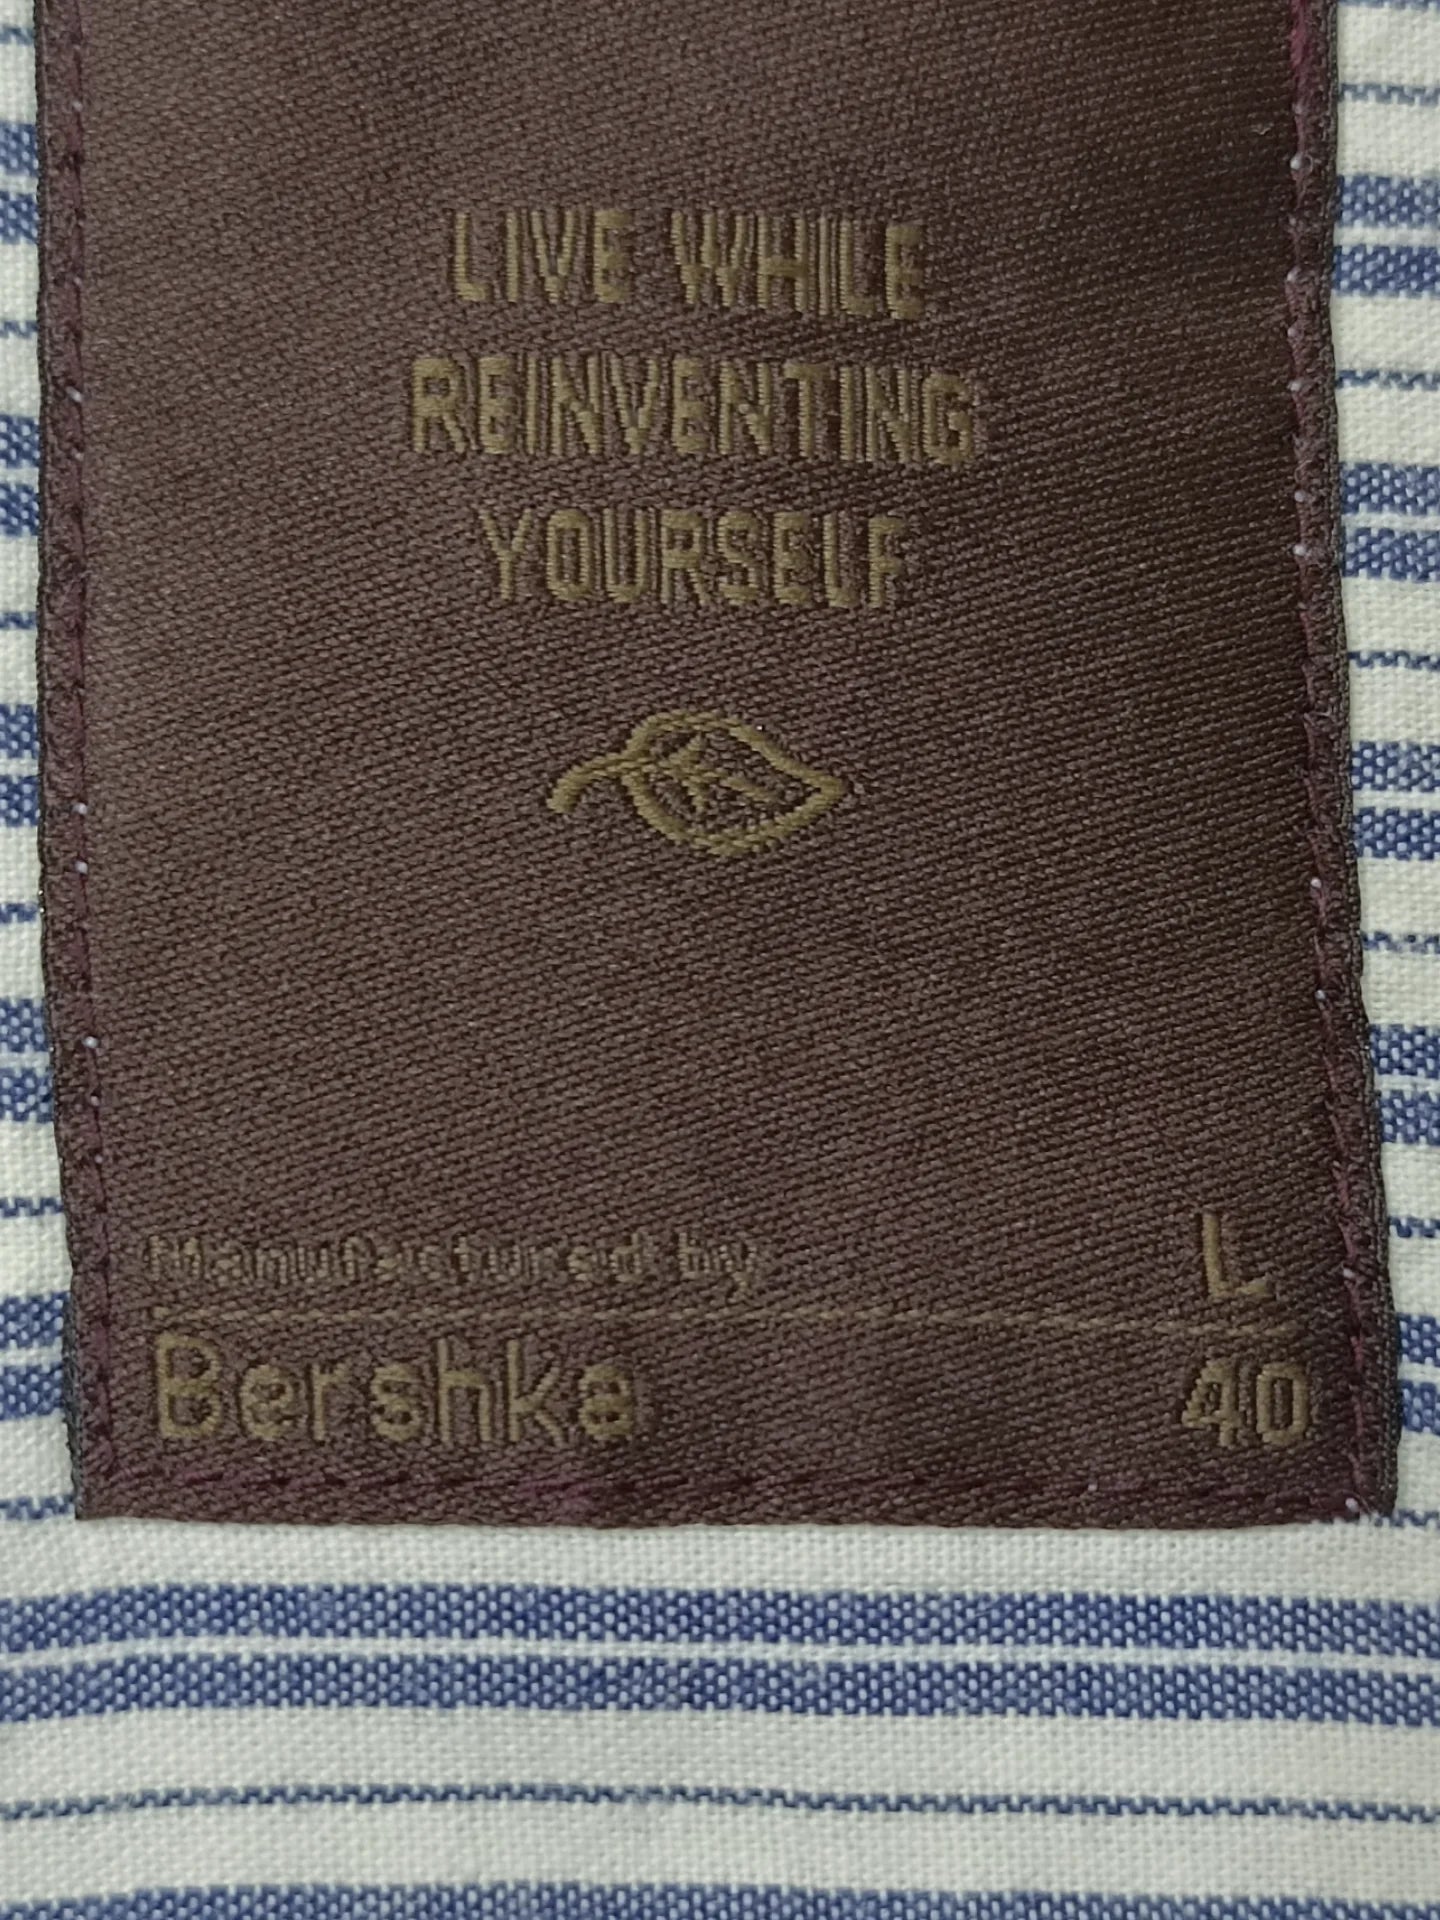 LIVE WHILE
REINVENTING
YOURSELF
Manufactured by
L
Bershka
40